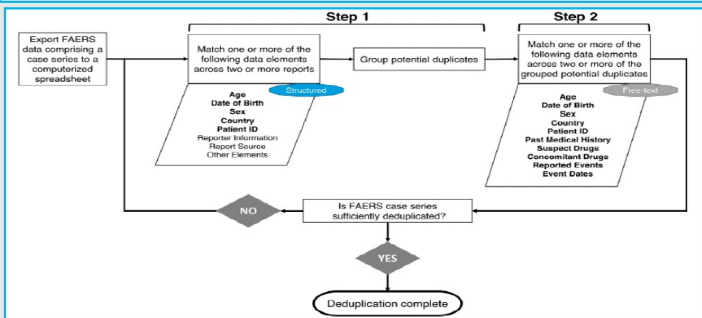 Step 1
Step 2
Export FAERS
data comprising a
case series to a
computerized
spreadsheet
Match one or more of the
following data elements
across two or more reports
Structured
Age
Date of Birth
Sex
Country
Patient ID
Reporter Information
Report Source
Other Elements
Group potential duplicates
Match one or more of the
following data elements
across two or more of the
grouped potential duplicates
Free-text
Age
Date of Birth
Sex
Country
Patient ID
Past Medical History
Suspect Drugs
Concomitant Drugs
Reported Events
Event Dates
Is FAERS case series
sufficiently deduplicated?
NO
YES
Deduplication complete